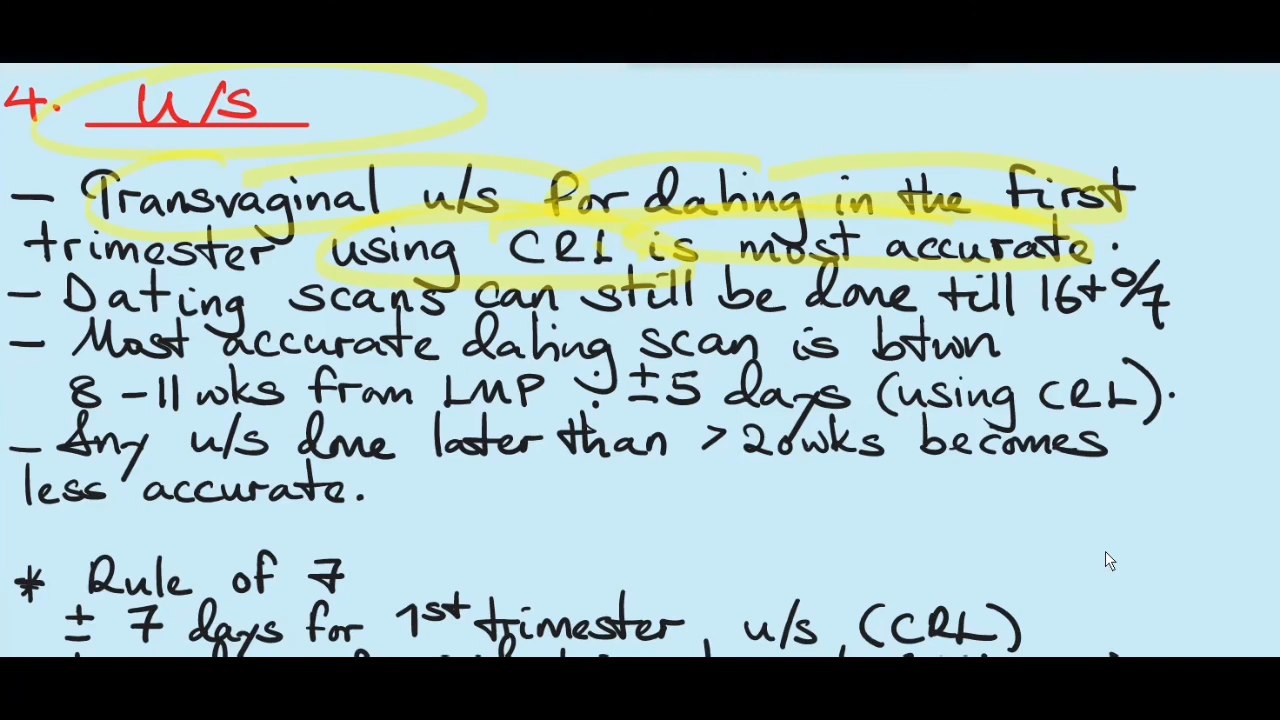 4. U/S
– Transvaginal u/s for dating in the first
trimester using CRL is most accurate.
– Dating scans can still be done till 16+0/7
– Most accurate dating scan is btwn
8–11 wks from LMP : ±5 days (using CRL).
– Any u/s done later than >20wks becomes
less accurate.
* Rule of 7
± 7 days for 1st trimester u/s (CRL)